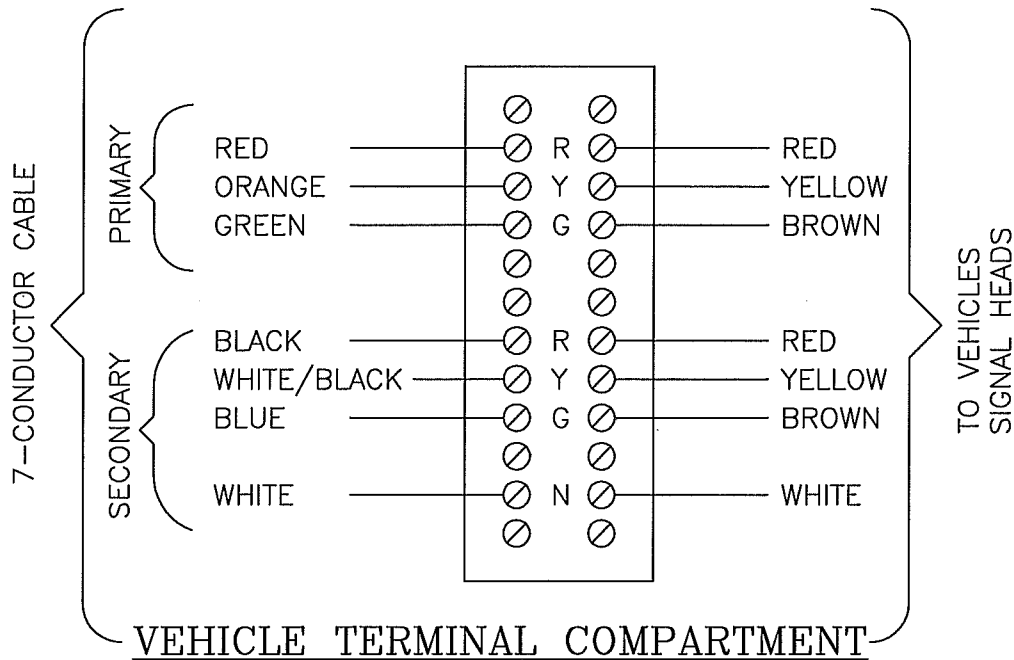 7-CONDUCTOR CABLE
PRIMARY
RED R RED
ORANGE Y YELLOW
GREEN G BROWN
SECONDARY
BLACK R RED
WHITE/BLACK Y YELLOW
BLUE G BROWN
WHITE N WHITE
TO VEHICLES
SIGNAL HEADS
VEHICLE TERMINAL COMPARTMENT